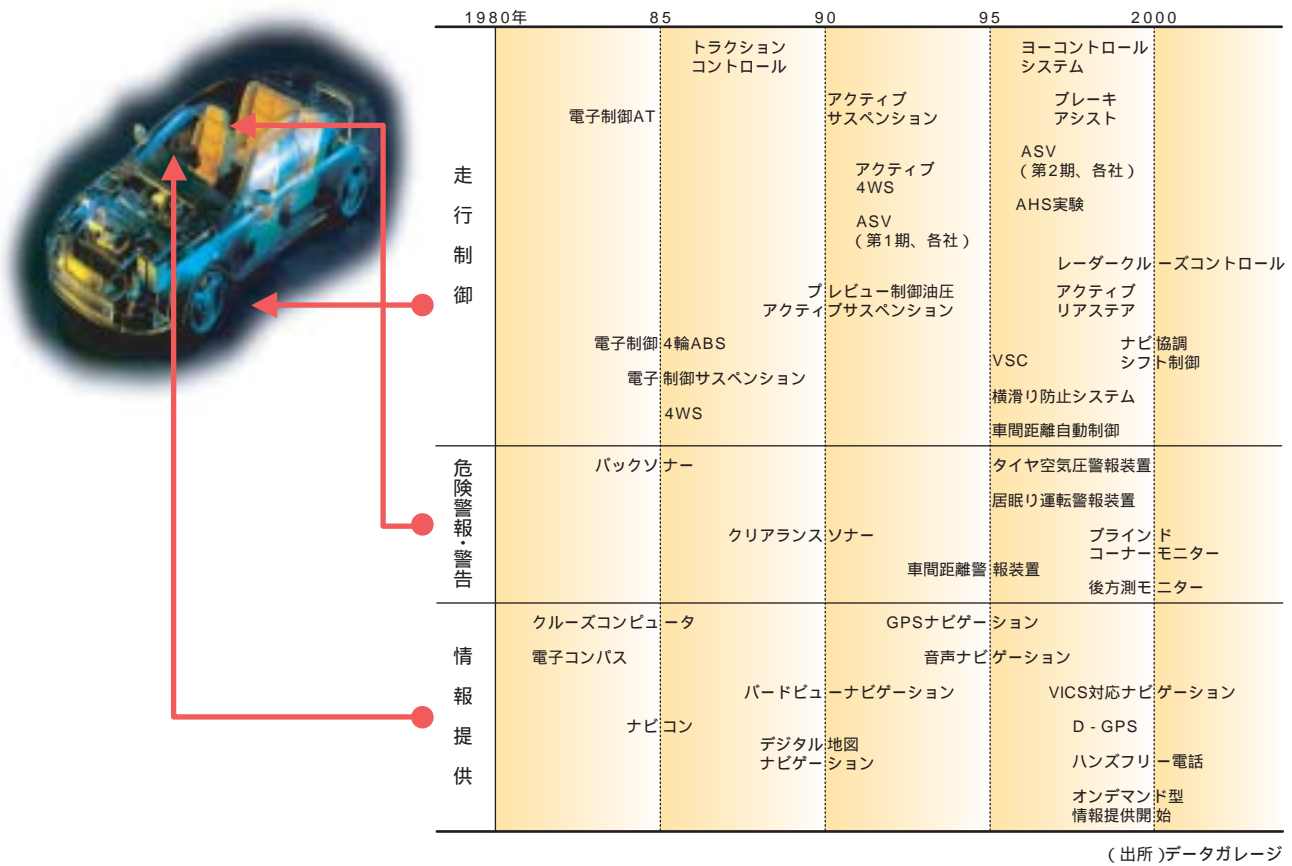 1980年 85 90 95 2000
走行制御
トラクション
コントロール
ヨーコントロール
システム
電子制御AT
アクティブ
サスペンション
ブレーキ
アシスト
アクティブ
4WS
ASV
(第2期、各社)
AHS実験
ASV
(第1期、各社)
レーダークルーズコントロール
プレビュー制御油圧
アクティブサスペンション
アクティブ
リアステア
電子制御4輪ABS
VSC
ナビ協調
シフト制御
電子制御サスペンション
横滑り防止システム
4WS
車間距離自動制御
危険警報・警告
バックソナー
タイヤ空気圧警報装置
居眠り運転警報装置
クリアランスソナー
ブラインド
コーナーモニター
車間距離警報装置
後方測モニター
情報提供
クルーズコンピュータ
GPSナビゲーション
電子コンパス
音声ナビゲーション
バードビューナビゲーション
VICS対応ナビゲーション
ナビコン
D-GPS
デジタル地図
ナビゲーション
ハンズフリー電話
オンデマンド型
情報提供開始
(出所)データガレージ